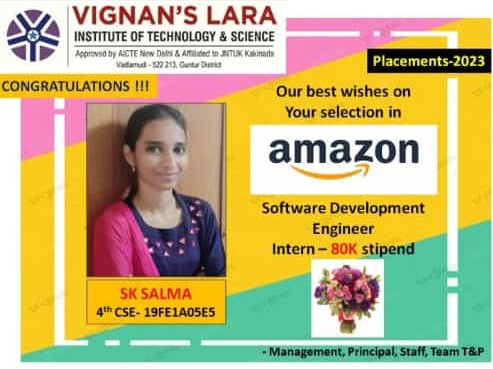 VIGNAN'S LARA
INSTITUTE OF TECHNOLOGY & SCIENCE
Approved by AICTE New Delhi & Affiliated to JNTUK Kakinada
Vadlamudi - 522 213, Guntur District
Placements-2023
CONGRATULATIONS !!!
Our best wishes on
Your selection in
amazon
Software Development
Engineer
Intern – 80K stipend
SK SALMA
4th CSE- 19FE1A05E5
- Management, Principal, Staff, Team T&P